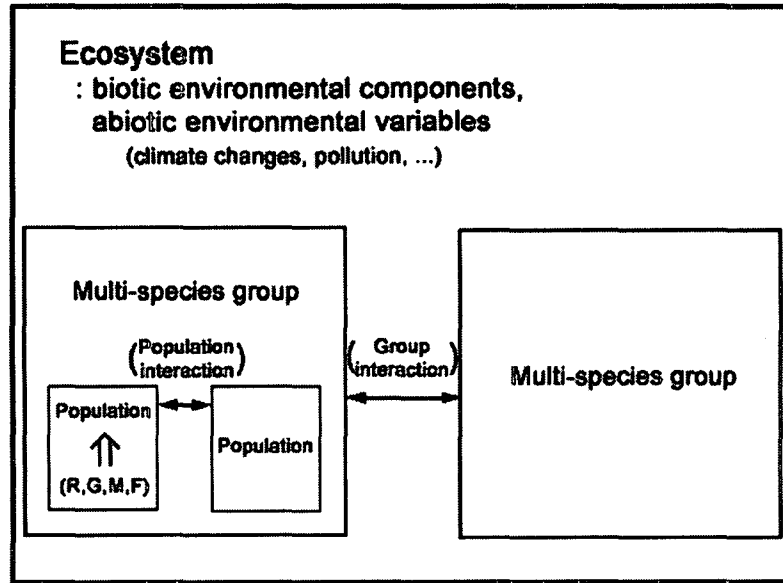 Ecosystem
: biotic environmental components,
abiotic environmental variables
(climate changes, pollution, ...)
Multi-species group
(Population
interaction)
Population
(R,G,M,F)
Population
(Group
interaction)
Multi-species group